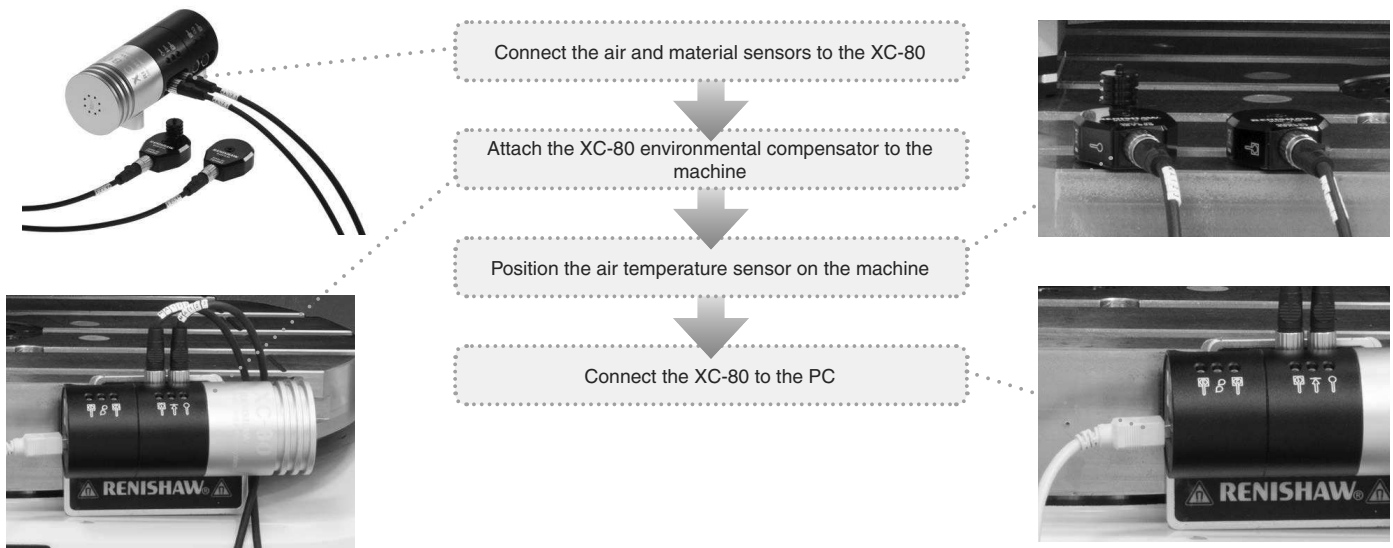 Connect the air and material sensors to the XC-80
Attach the XC-80 environmental compensator to the
machine
Position the air temperature sensor on the machine
Connect the XC-80 to the PC
RENISHAW®
RENISHAW®